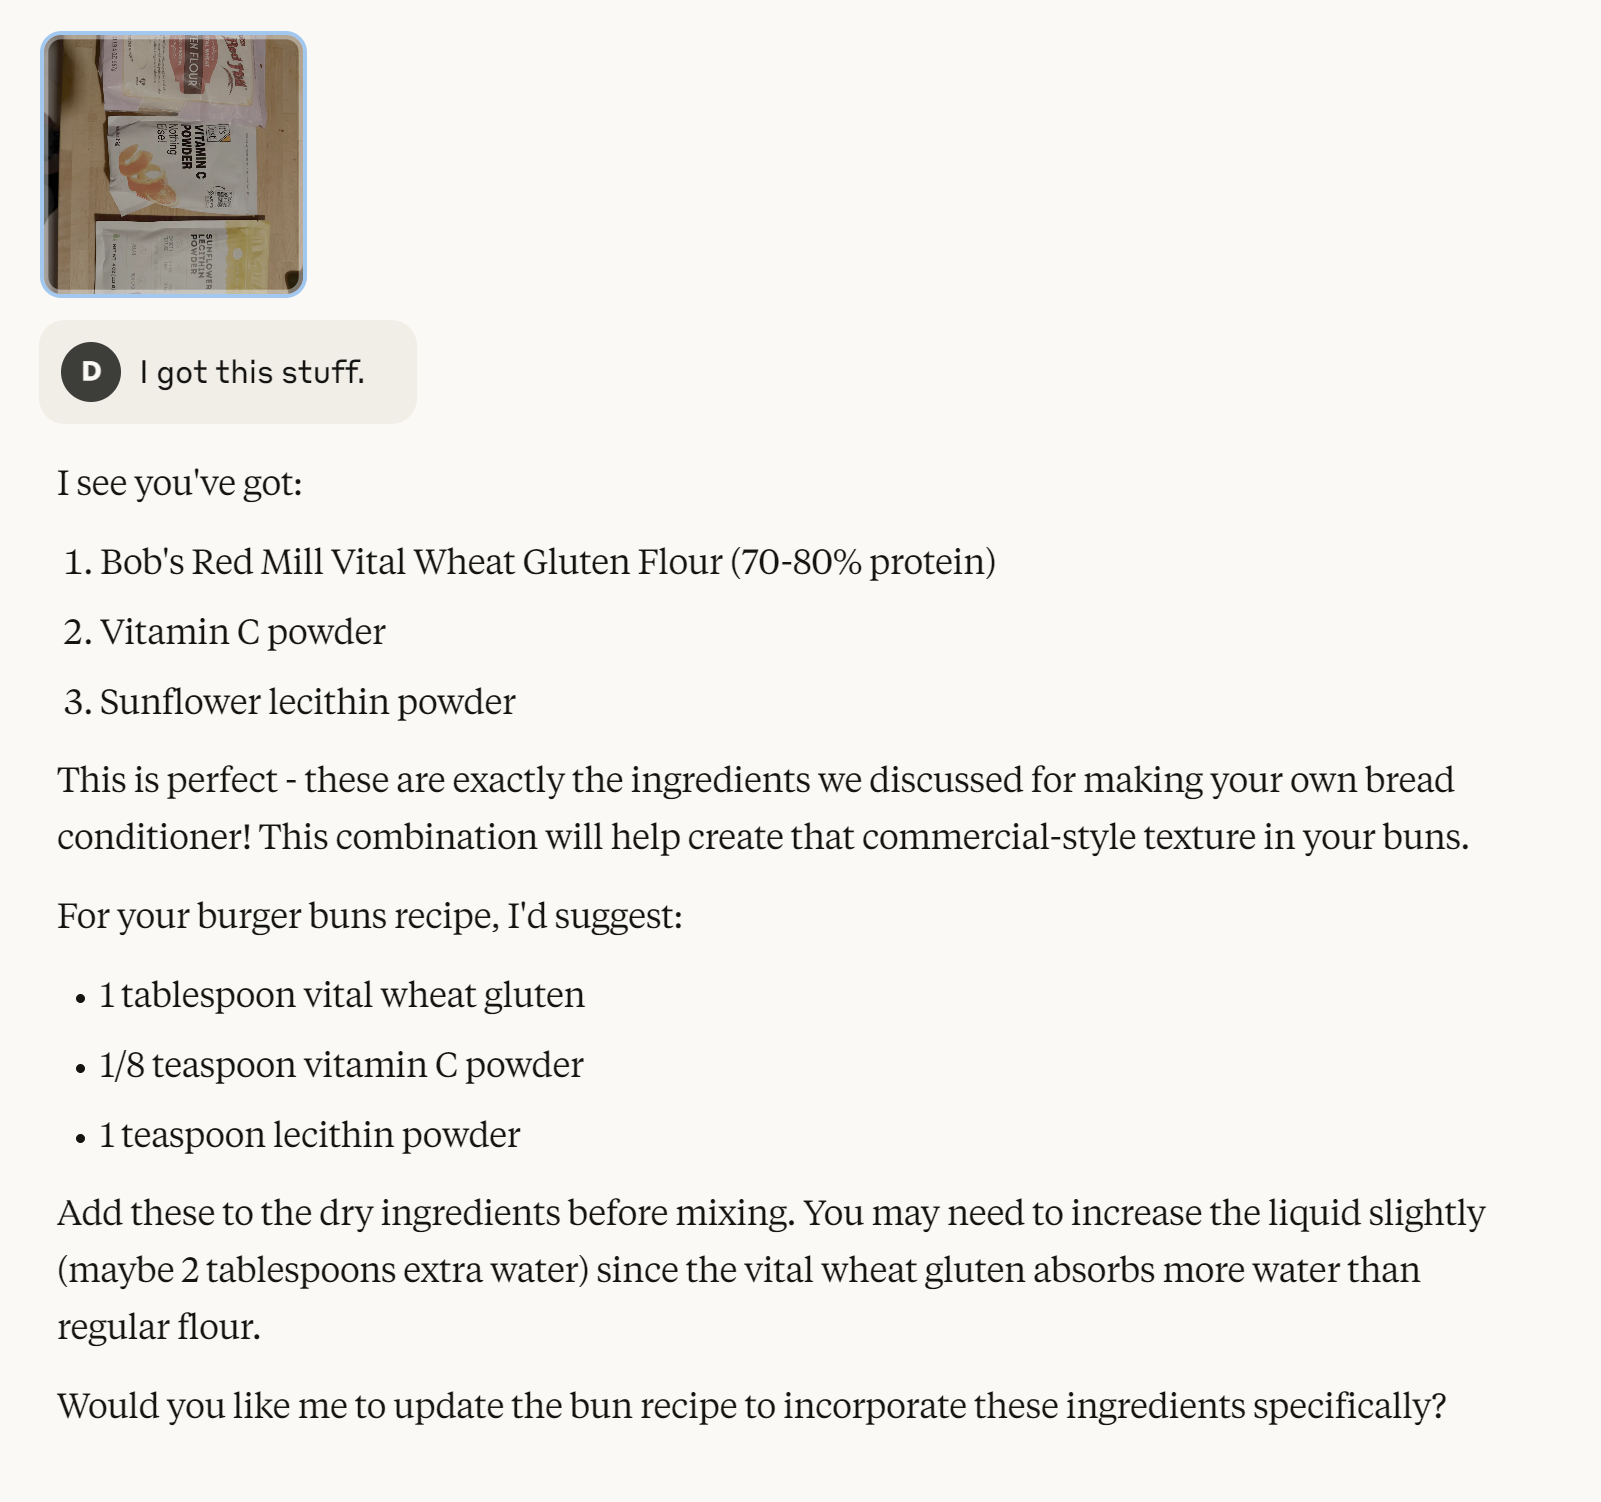 Red Mill
EN FLOUR
It's
Just
VITAMIN C
POWDER
Nothing
Else!
SUNFLOWER
LECITHIN
POWDER
D
I got this stuff.
I see you've got:
1. Bob's Red Mill Vital Wheat Gluten Flour (70-80% protein)
2. Vitamin C powder
3. Sunflower lecithin powder
This is perfect - these are exactly the ingredients we discussed for making your own bread
conditioner! This combination will help create that commercial-style texture in your buns.
For your burger buns recipe, I'd suggest:
• 1 tablespoon vital wheat gluten
• 1/8 teaspoon vitamin C powder
• 1 teaspoon lecithin powder
Add these to the dry ingredients before mixing. You may need to increase the liquid slightly
(maybe 2 tablespoons extra water) since the vital wheat gluten absorbs more water than
regular flour.
Would you like me to update the bun recipe to incorporate these ingredients specifically?